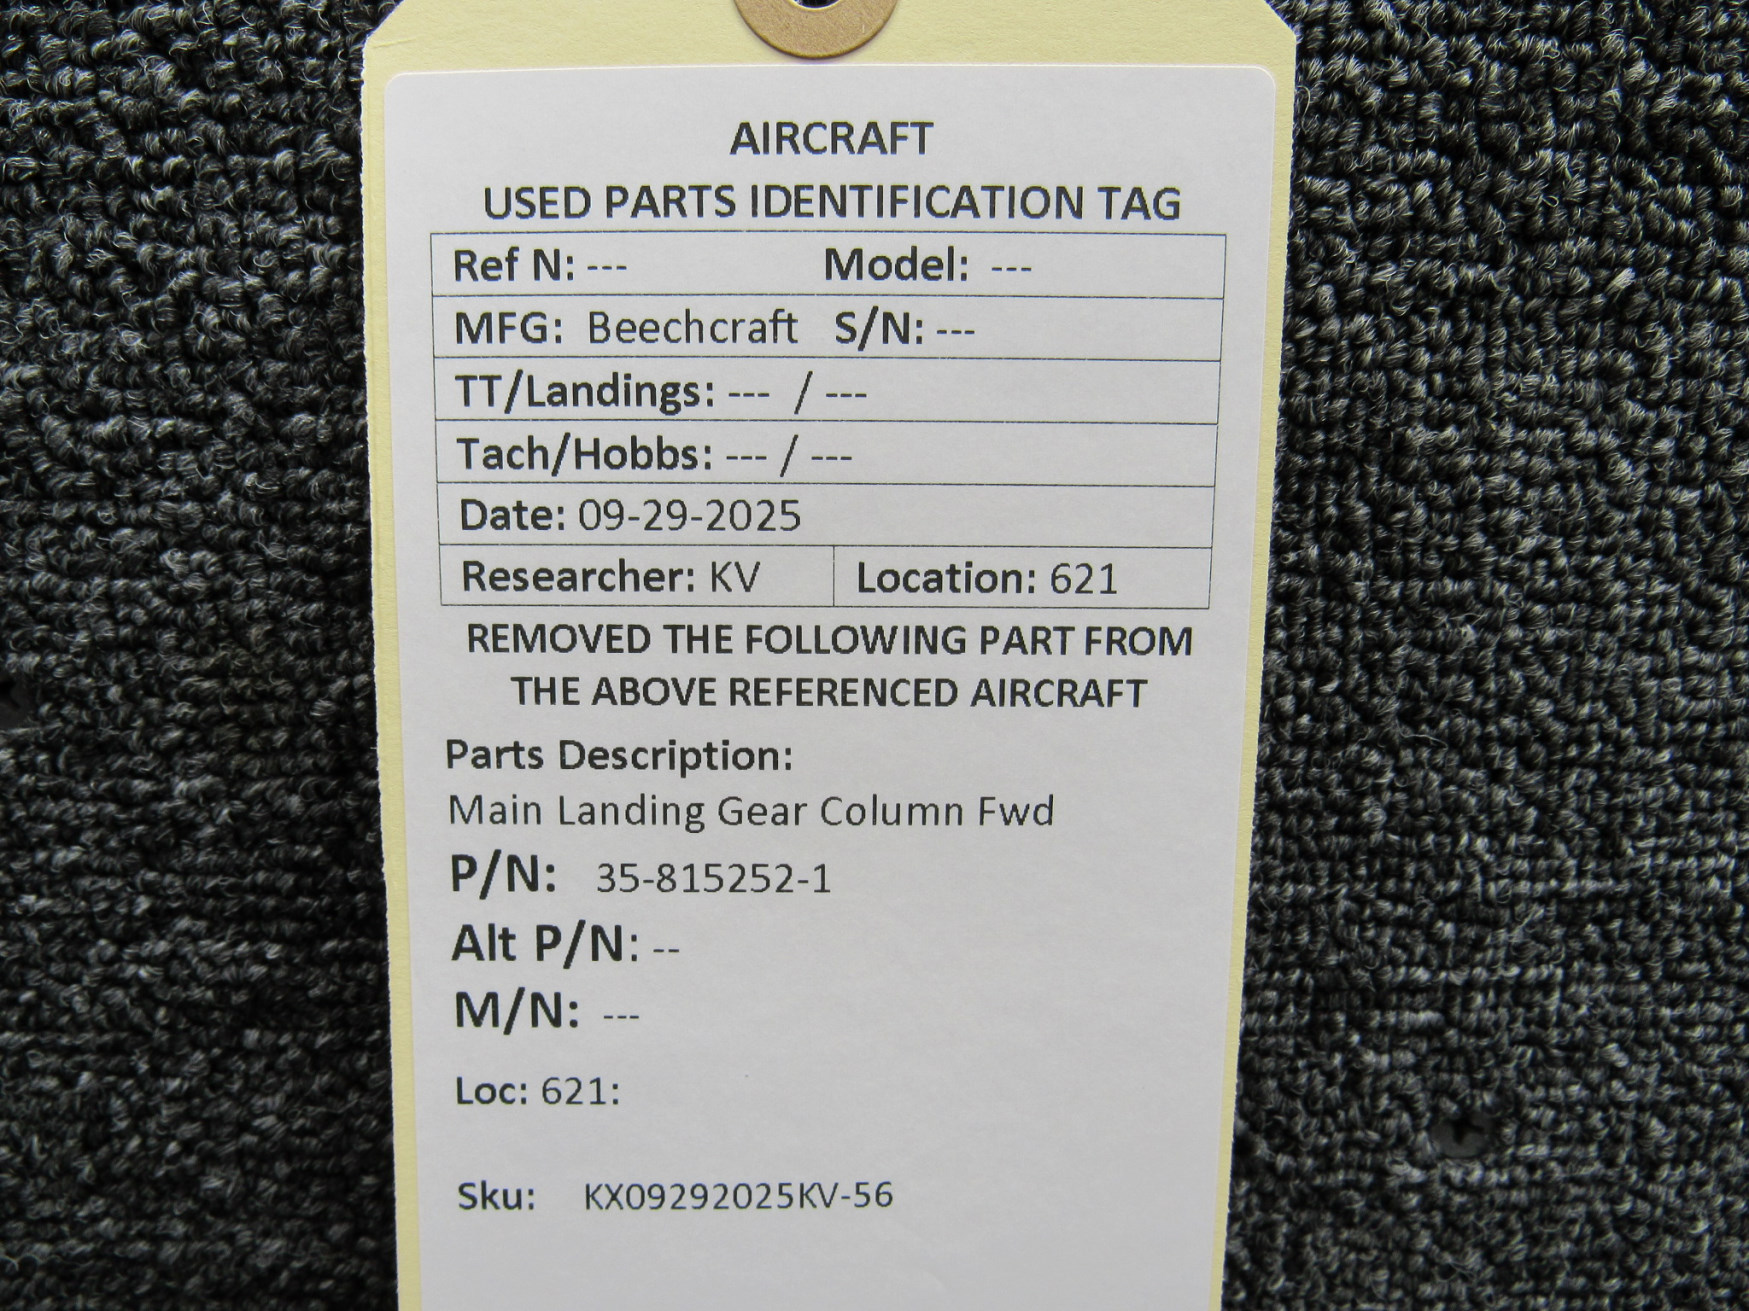 AIRCRAFT
USED PARTS IDENTIFICATION TAG
Ref N: --- Model: ---
MFG: Beechcraft S/N: ---
TT/Landings: --- / ---
Tach/Hobbs: --- / ---
Date: 09-29-2025
Researcher: KV Location: 621
REMOVED THE FOLLOWING PART FROM
THE ABOVE REFERENCED AIRCRAFT
Parts Description:
Main Landing Gear Column Fwd
P/N: 35-815252-1
Alt P/N: --
M/N: ---
Loc: 621:
Sku: KX09292025KV-56